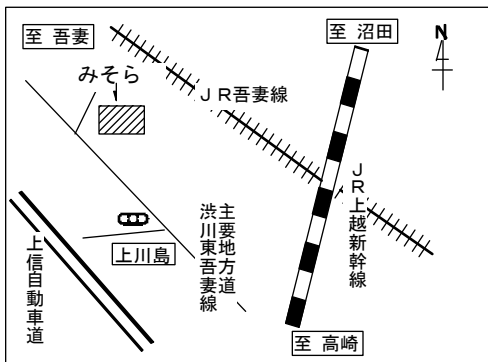 至 吾妻
至 沼田
N
みそら
ＪＲ吾妻線
ＪＲ上越新幹線
主要地方道
渋川東吾妻線
上川島
上信自動車道
至 高崎